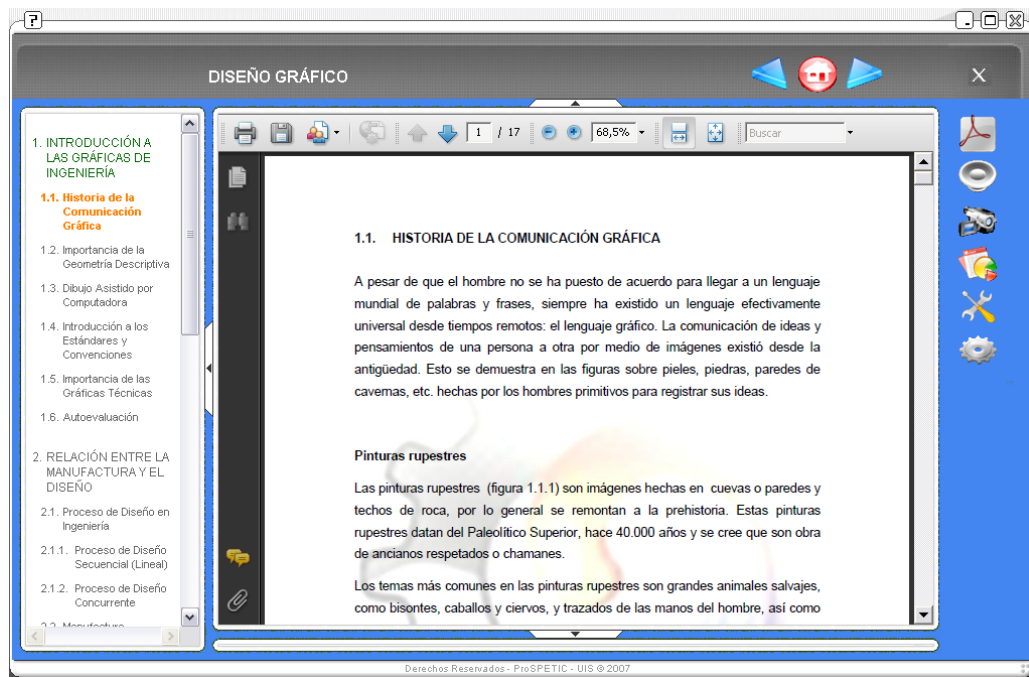 ?
DISEÑO GRÁFICO
X
1. INTRODUCCIÓN A
LAS GRÁFICAS DE
INGENIERÍA
1.1. Historia de la
Comunicación
Gráfica
1.2. Importancia de la
Geometría Descriptiva
1.3. Dibujo Asistido por
Computadora
1.4. Introducción a los
Estándares y
Convenciones
1.5. Importancia de las
Gráficas Técnicas
1.6. Autoevaluación
2. RELACIÓN ENTRE LA
MANUFACTURA Y EL
DISEÑO
2.1. Proceso de Diseño en
Ingeniería
2.1.1. Proceso de Diseño
Secuencial (Lineal)
2.1.2. Proceso de Diseño
Concurrente
2.2. Manufactura
1 / 17
68,5%
Buscar
1.1. HISTORIA DE LA COMUNICACIÓN GRÁFICA
A pesar de que el hombre no se ha puesto de acuerdo para llegar a un lenguaje
mundial de palabras y frases, siempre ha existido un lenguaje efectivamente
universal desde tiempos remotos: el lenguaje gráfico. La comunicación de ideas y
pensamientos de una persona a otra por medio de imágenes existió desde la
antigüedad. Esto se demuestra en las figuras sobre pieles, piedras, paredes de
cavernas, etc. hechas por los hombres primitivos para registrar sus ideas.
Pinturas rupestres
Las pinturas rupestres (figura 1.1.1) son imágenes hechas en cuevas o paredes y
techos de roca, por lo general se remontan a la prehistoria. Estas pinturas
rupestres datan del Paleolítico Superior, hace 40.000 años y se cree que son obra
de ancianos respetados o chamanes.
Los temas más comunes en las pinturas rupestres son grandes animales salvajes,
como bisontes, caballos y ciervos, y trazados de las manos del hombre, así como
Derechos Reservados - ProSPETIC - UIS @ 2007